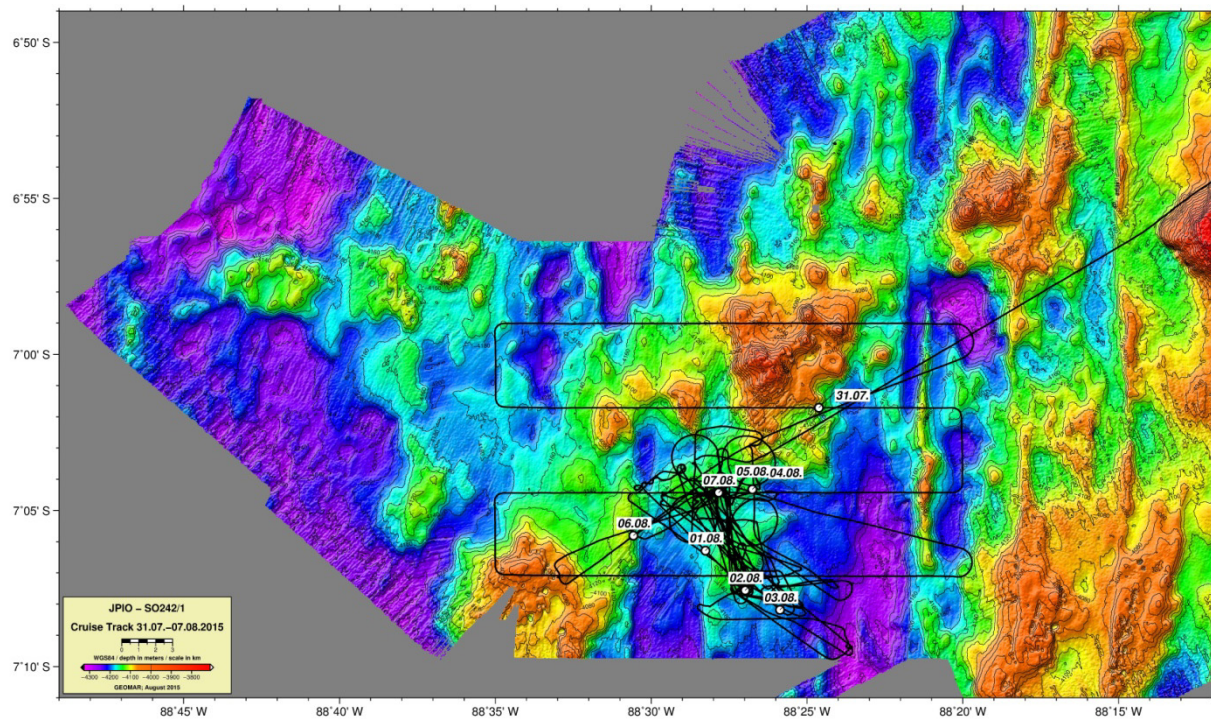 6°50' S
6°55' S
7°00' S
7°05' S
7°10' S
31.07.
05.08. 04.08.
07.08.
06.08.
01.08.
02.08.
03.08.
JPIO – SO242/1
Cruise Track 31.07.–07.08.2015
0 1 2 3
WGS84 / depth in meters / scale in km
−4300 −4200 −4100 −4000 −3900 −3800
GEOMAR; August 2015
88°45' W 88°40' W 88°35' W 88°30' W 88°25' W 88°20' W 88°15' W